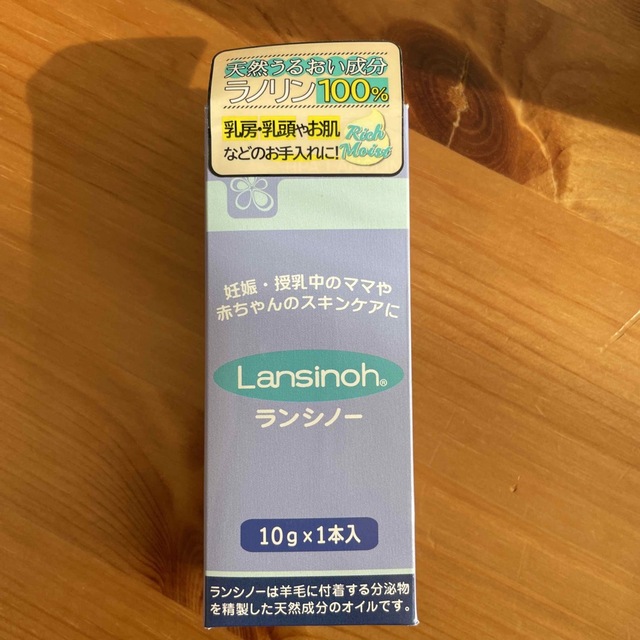 天然うるおい成分
ラノリン100%
乳房・乳頭やお肌
などのお手入れに!
Rich
Moist
妊娠・授乳中のママや
赤ちゃんのスキンケアに
Lansinoh®
ランシノー
10g×1本入
ランシノーは羊毛に付着する分泌物
を精製した天然成分のオイルです。